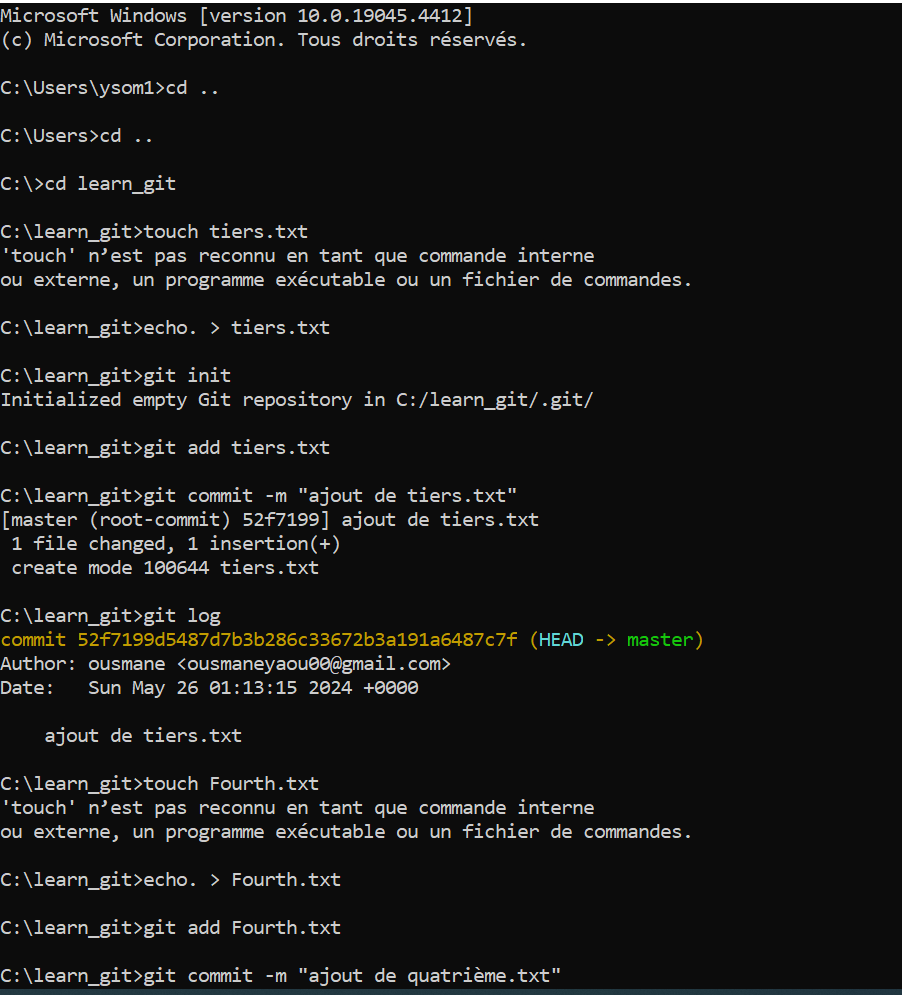 Microsoft Windows [version 10.0.19045.4412]
(c) Microsoft Corporation. Tous droits réservés.
C:\Users\ysom1>cd ..
C:\Users>cd ..
C:\>cd learn_git
C:\learn_git>touch tiers.txt
'touch' n’est pas reconnu en tant que commande interne
ou externe, un programme exécutable ou un fichier de commandes.
C:\learn_git>echo. > tiers.txt
C:\learn_git>git init
Initialized empty Git repository in C:/learn_git/.git/
C:\learn_git>git add tiers.txt
C:\learn_git>git commit -m "ajout de tiers.txt"
[master (root-commit) 52f7199] ajout de tiers.txt
 1 file changed, 1 insertion(+)
 create mode 100644 tiers.txt
C:\learn_git>git log
commit 52f7199d5487d7b3b286c33672b3a191a6487c7f (HEAD -> master)
Author: ousmane <ousmaneyaou00@gmail.com>
Date:   Sun May 26 01:13:15 2024 +0000
    ajout de tiers.txt
C:\learn_git>touch Fourth.txt
'touch' n’est pas reconnu en tant que commande interne
ou externe, un programme exécutable ou un fichier de commandes.
C:\learn_git>echo. > Fourth.txt
C:\learn_git>git add Fourth.txt
C:\learn_git>git commit -m "ajout de quatrième.txt"